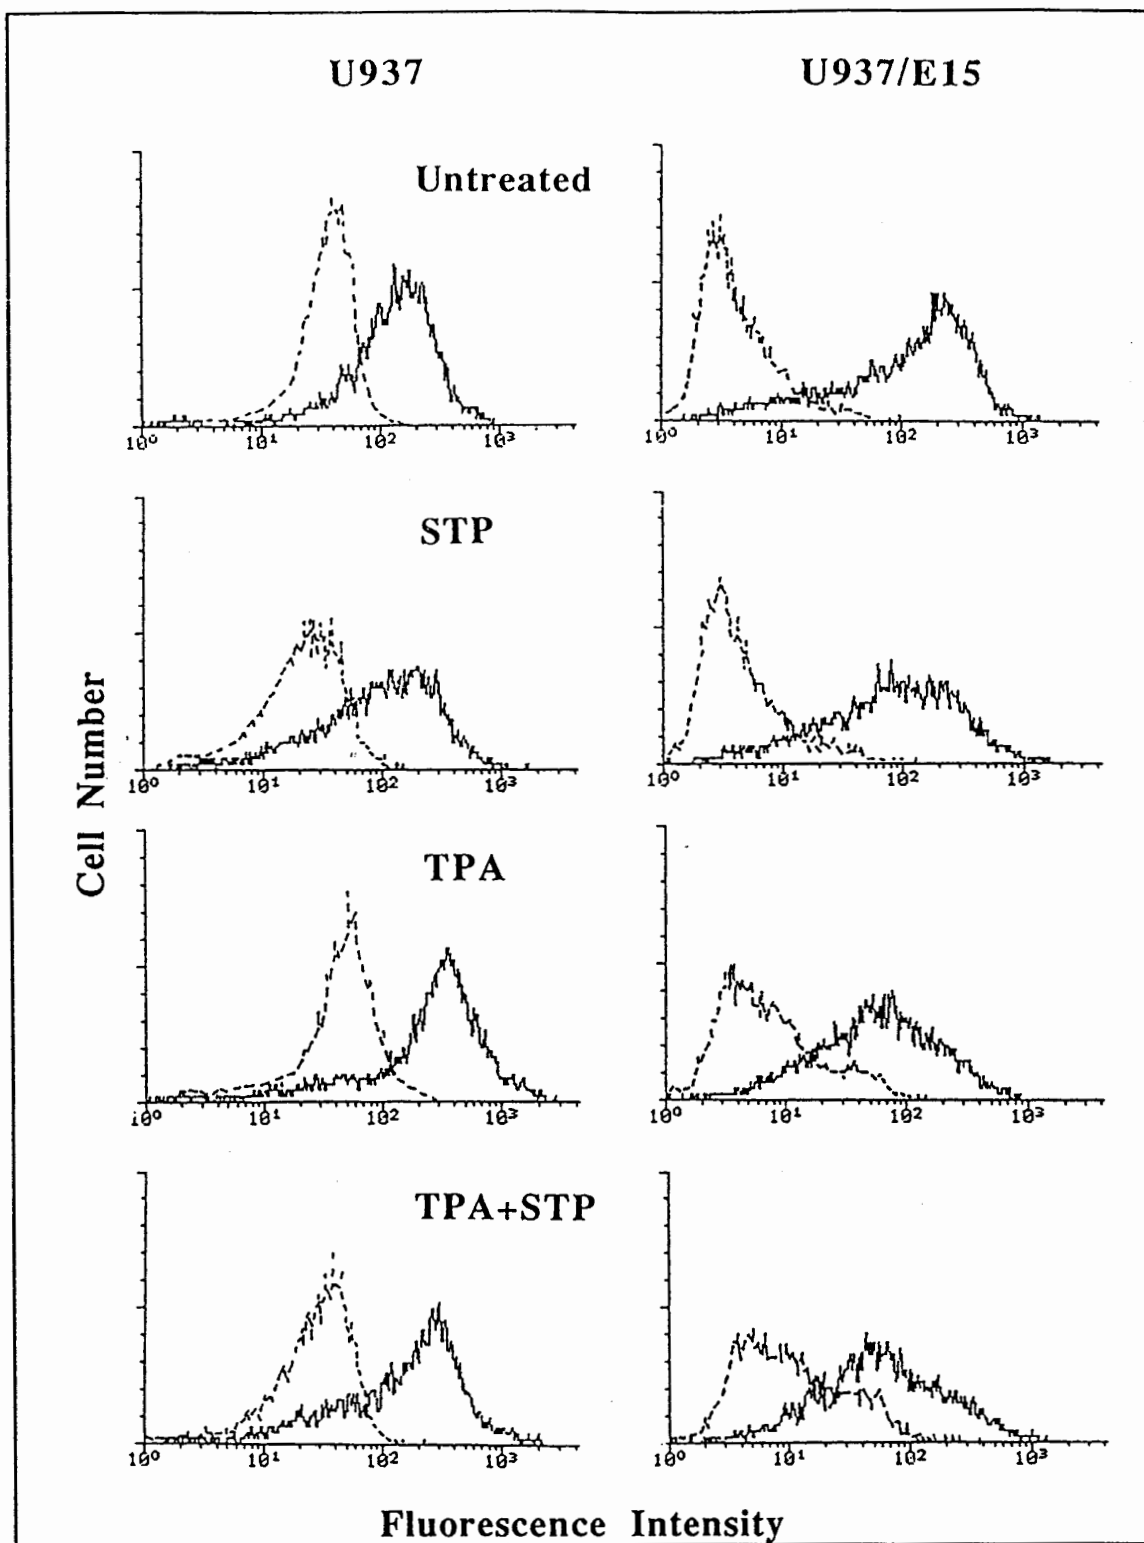 U937 U937/E15
Untreated
10⁰ 10¹ 10² 10³ 10⁰ 10¹ 10² 10³
STP
10⁰ 10¹ 10² 10³ 10⁰ 10¹ 10² 10³
Cell Number
TPA
10⁰ 10¹ 10² 10³ 10⁰ 10¹ 10² 10³
TPA+STP
10⁰ 10¹ 10² 10³ 10⁰ 10¹ 10² 10³
Fluorescence Intensity